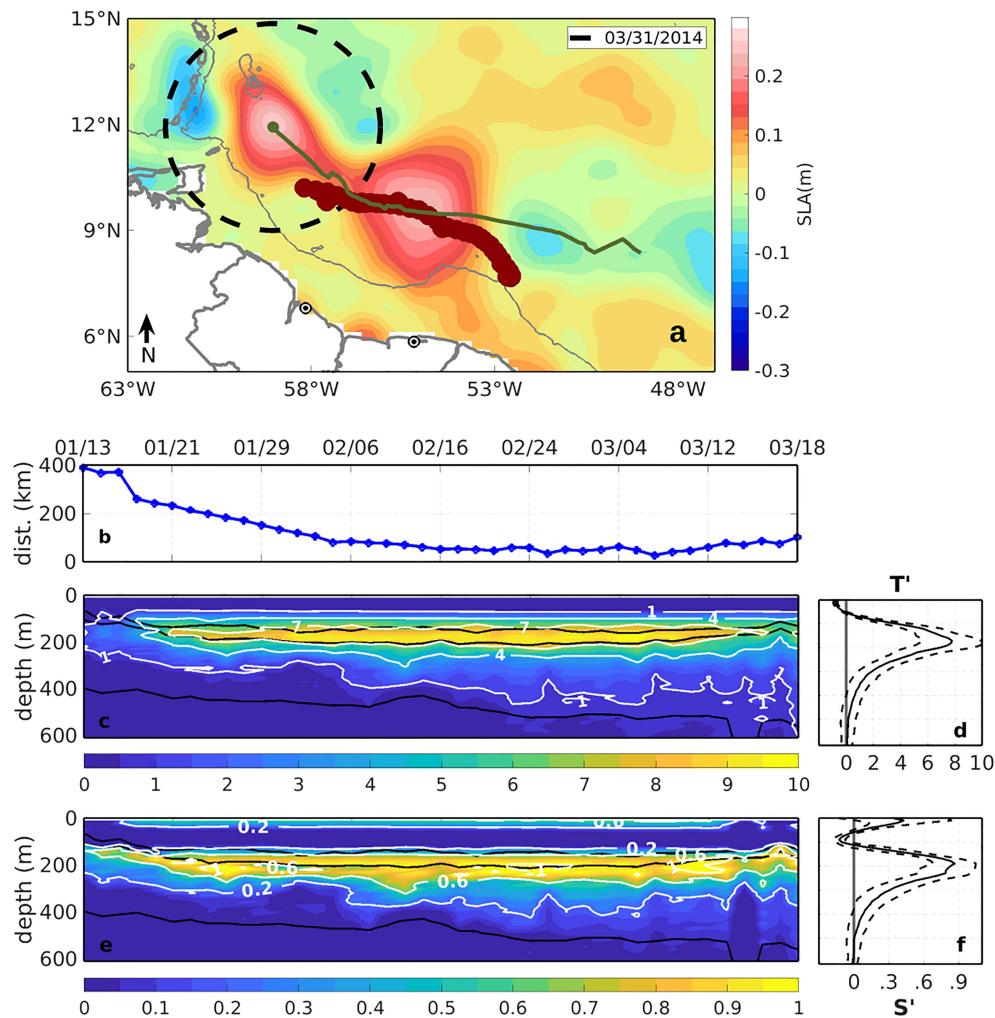 15°N
12°N
9°N
6°N
63°W 58°W 53°W 48°W
03/31/2014
N
a
0.2
0.1
0
-0.1
-0.2
-0.3
SLA(m)
01/13 01/21 01/29 02/06 02/16 02/24 03/04 03/12 03/18
400
200
0
dist. (km)
b
0
200
400
600
depth (m)
1
4
7 7
4
1
1
1
c
0 1 2 3 4 5 6 7 8 9 10
T'
d
0 2 4 6 8 10
0
200
400
600
depth (m)
0.2 0.6
0.2
0.6
1 0.6 1
0.2 0.6
e
0 0.1 0.2 0.3 0.4 0.5 0.6 0.7 0.8 0.9 1
f
0 .3 .6 .9
S'